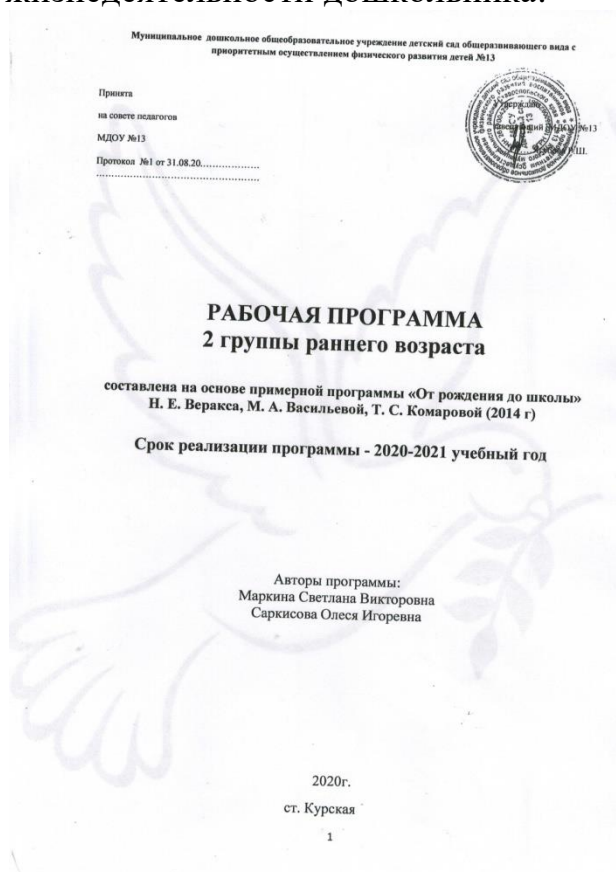 жизнедеятельности дошкольника.
Муниципальное дошкольное общеобразовательное учреждение детский сад общеразвивающего вида с
приоритетным осуществлением физического развития детей №13
Принята
на совете педагогов
МДОУ №13
Протокол №1 от 31.08.20...................
......................................................
Утверждаю
МДОУ №13
РАБОЧАЯ ПРОГРАММА
2 группы раннего возраста
составлена на основе примерной программы «От рождения до школы»
Н. Е. Веракса, М. А. Васильевой, Т. С. Комаровой (2014 г)
Срок реализации программы - 2020-2021 учебный год
Авторы программы:
Маркина Светлана Викторовна
Саркисова Олеся Игоревна
2020г.
ст. Курская
1